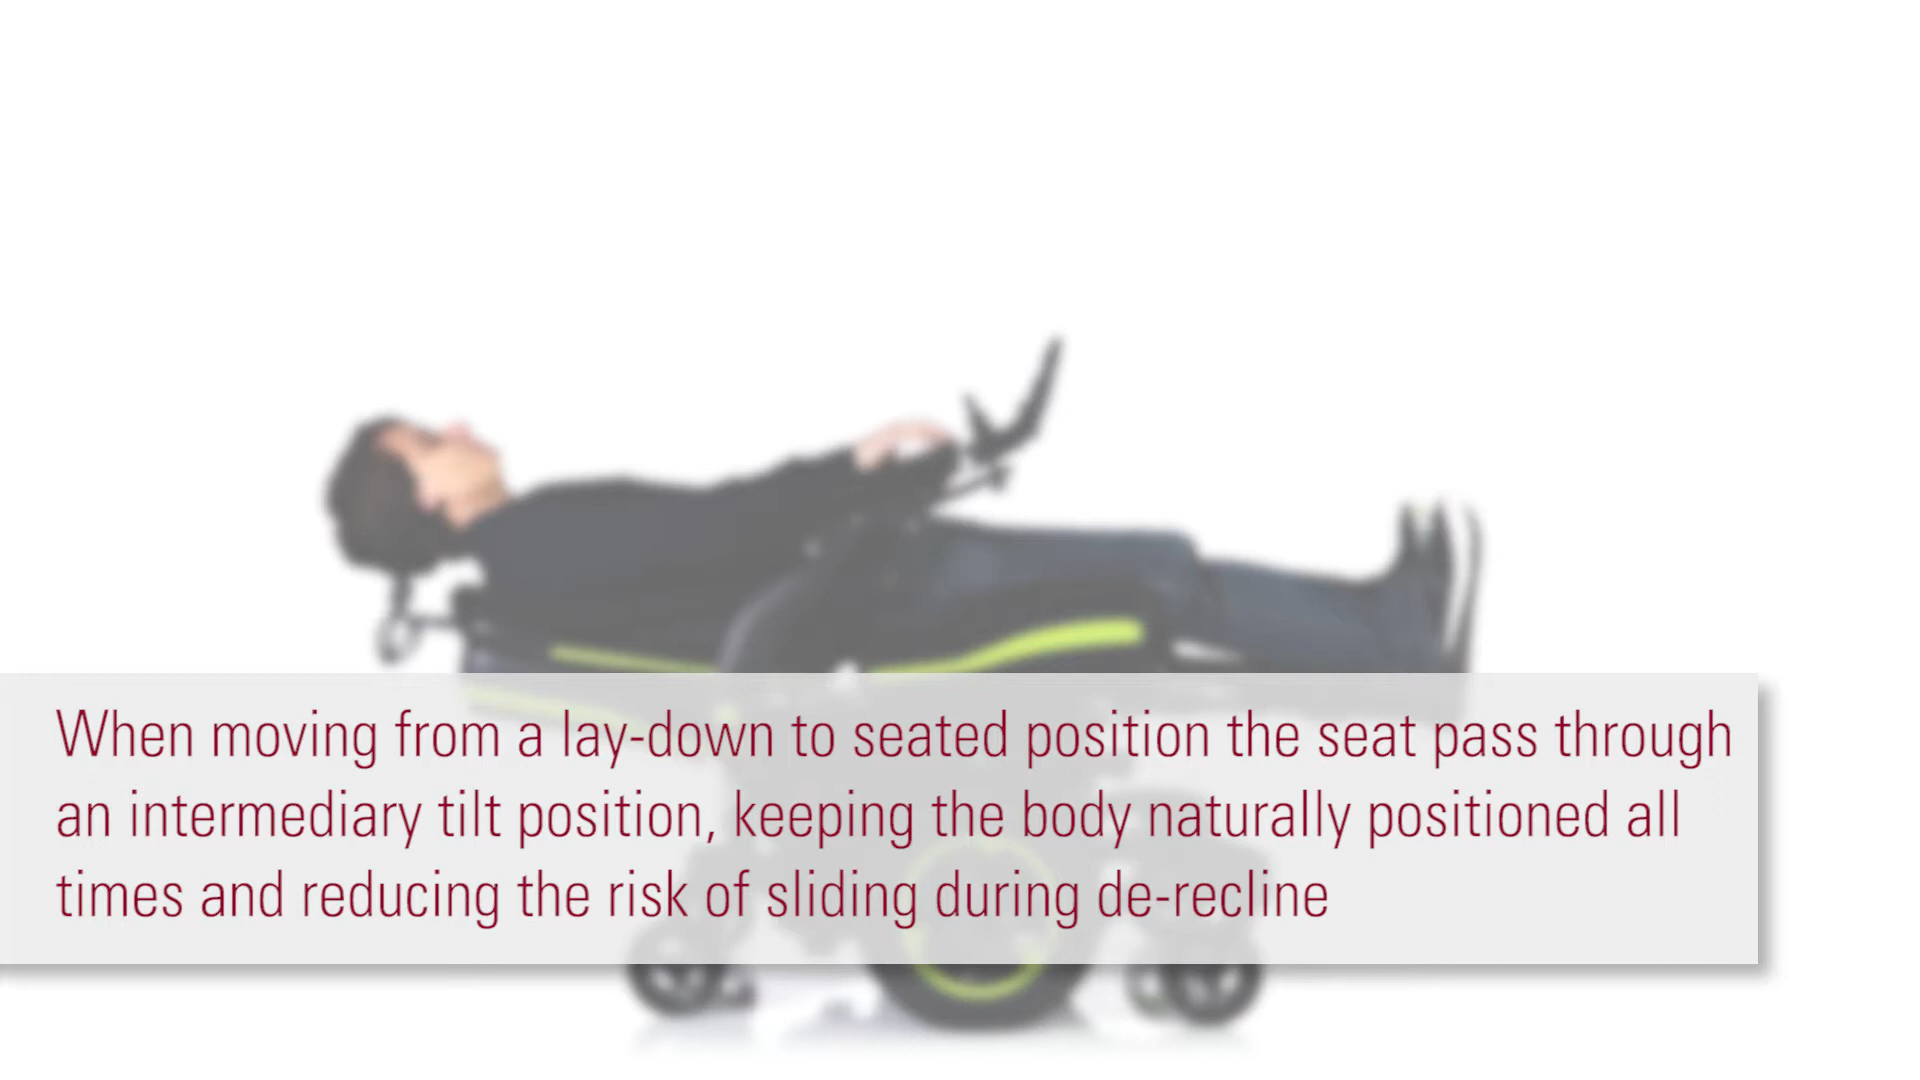 When moving from a lay-down to seated position the seat pass through
an intermediary tilt position, keeping the body naturally positioned all
times and reducing the risk of sliding during de-recline